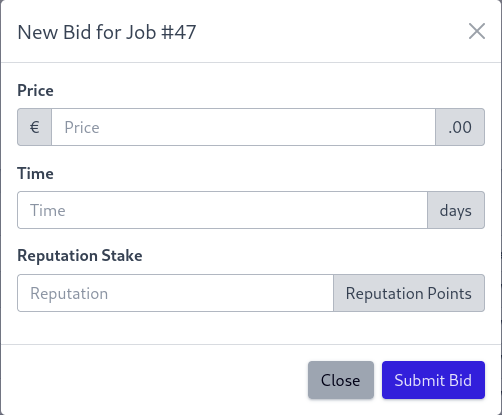 New Bid for Job #47
Price
€ Price .00
Time
Time days
Reputation Stake
Reputation Reputation Points
Close Submit Bid